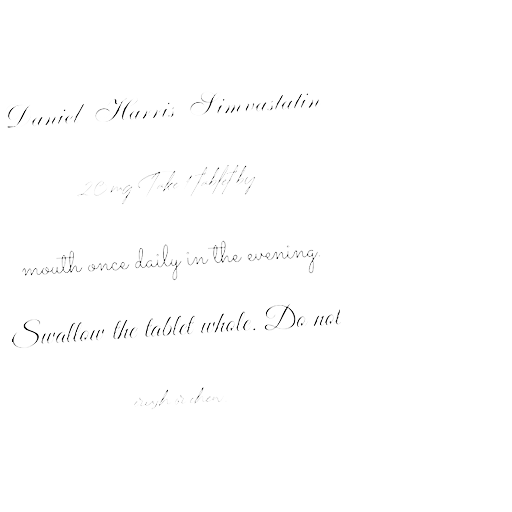 Daniel Harris Simvastatin
20 mg Take 1 tablet by
mouth once daily in the evening.
Swallow the tablet whole. Do not
crush or chew